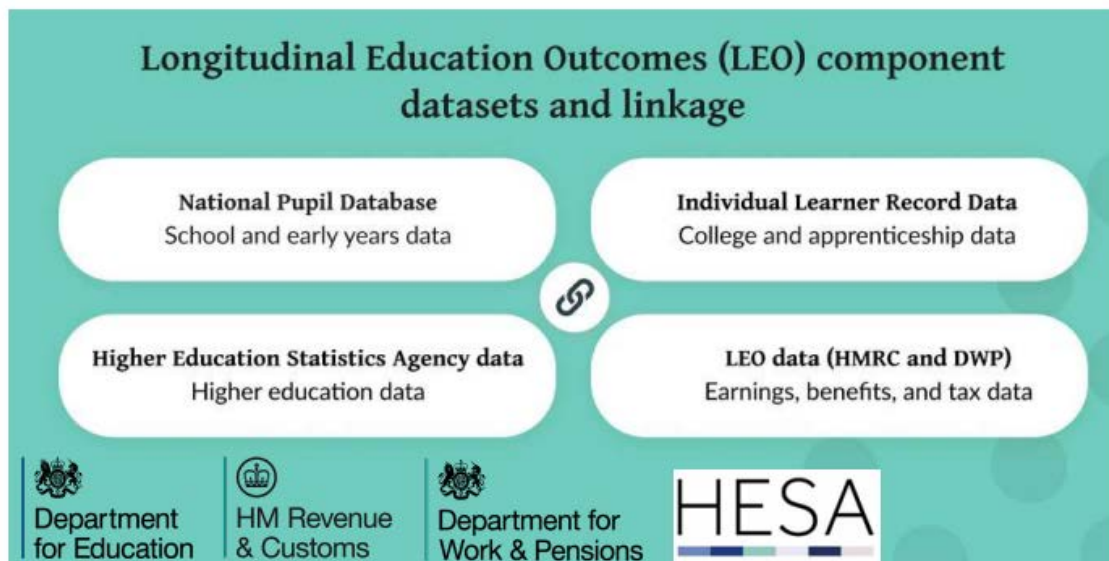 Longitudinal Education Outcomes (LEO) component
datasets and linkage
National Pupil Database
School and early years data
Individual Learner Record Data
College and apprenticeship data
Higher Education Statistics Agency data
Higher education data
LEO data (HMRC and DWP)
Earnings, benefits, and tax data
Department
for Education
HM Revenue
& Customs
Department for
Work & Pensions
HESA